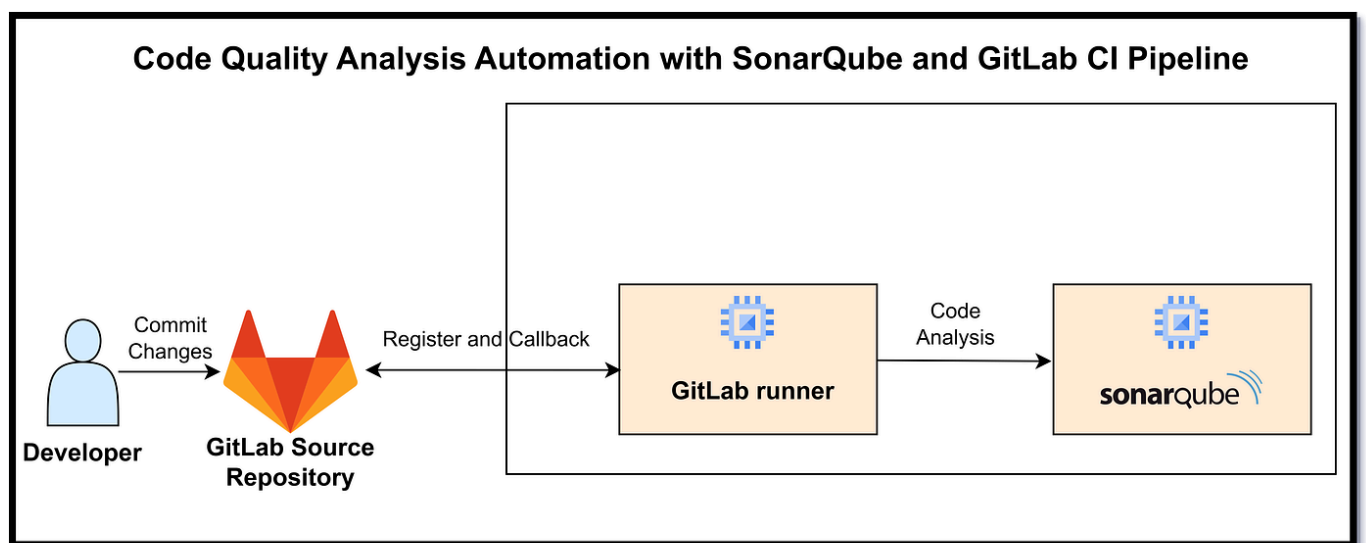 Code Quality Analysis Automation with SonarQube and GitLab CI Pipeline
Commit
Changes
Developer
GitLab Source
Repository
Register and Callback
GitLab runner
Code
Analysis
sonarqube